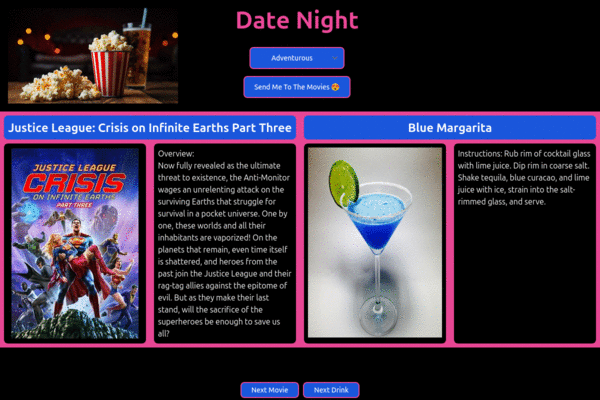 Date Night
Adventurous
Send Me To The Movies 😍
Justice League: Crisis on Infinite Earths Part Three
Blue Margarita
JUSTICE LEAGUE
CRISIS
ON INFINITE EARTHS
PART THREE
Overview:
Now fully revealed as the ultimate
threat to existence, the Anti-Monitor
wages an unrelenting attack on the
surviving Earths that struggle for
survival in a pocket universe. One by
one, these worlds and all their
inhabitants are vaporized! On the
planets that remain, even time itself
is shattered, and heroes from the
past join the Justice League and their
rag-tag allies against the epitome of
evil. But as they make their last
stand, will the sacrifice of the
superheroes be enough to save us
all?
Instructions: Rub rim of cocktail glass
with lime juice. Dip rim in coarse salt.
Shake tequila, blue curacao, and lime
juice with ice, strain into the salt-
rimmed glass, and serve.
Next Movie
Next Drink